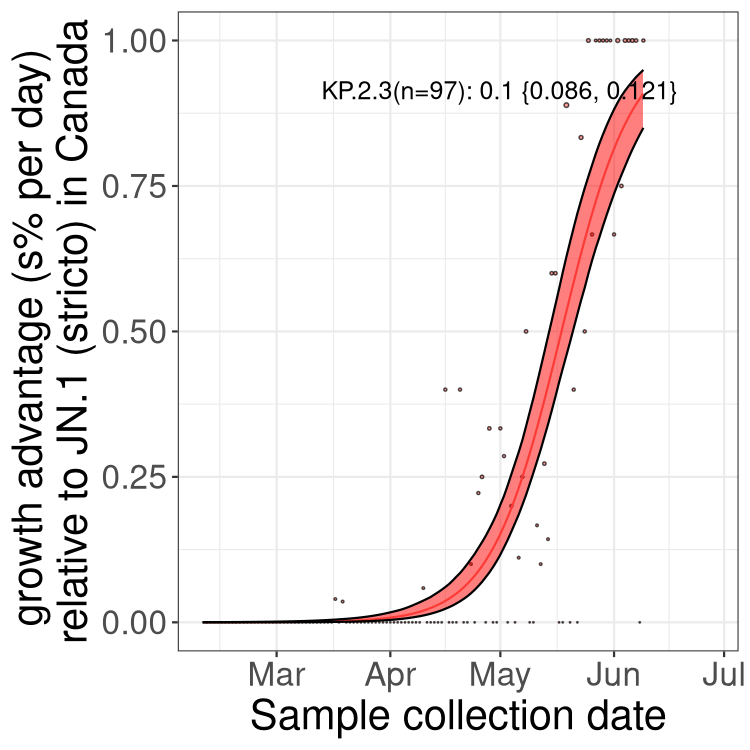 growth advantage (s% per day)
relative to JN.1 (stricto) in Canada
1.00
0.75
0.50
0.25
0.00
KP.2.3(n=97): 0.1 {0.086, 0.121}
Mar Apr May Jun Jul
Sample collection date